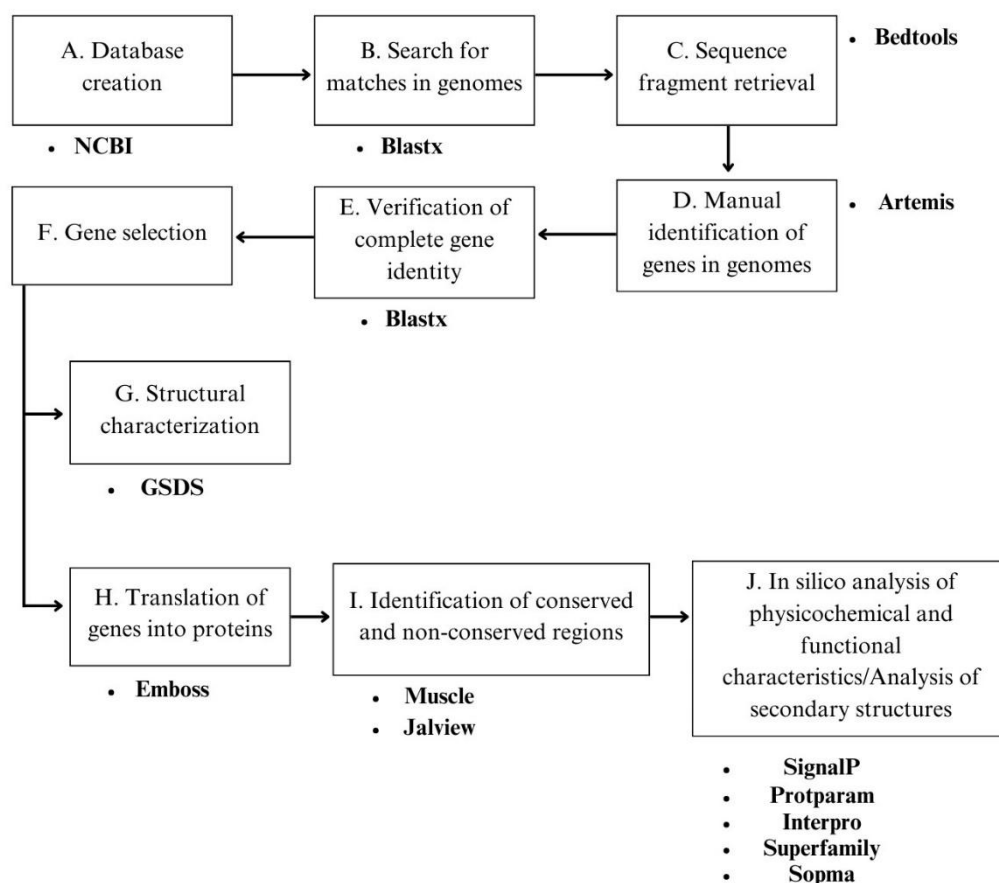 A. Database
creation
• NCBI
B. Search for
matches in genomes
• Blastx
C. Sequence
fragment retrieval
• Bedtools
D. Manual
identification of
genes in genomes
• Artemis
E. Verification of
complete gene
identity
• Blastx
F. Gene selection
G. Structural
characterization
• GSDS
H. Translation of
genes into proteins
• Emboss
I. Identification of conserved
and non-conserved regions
• Muscle
• Jalview
J. In silico analysis of
physicochemical and
functional
characteristics/Analysis of
secondary structures
• SignalP
• Protparam
• Interpro
• Superfamily
• Sopma